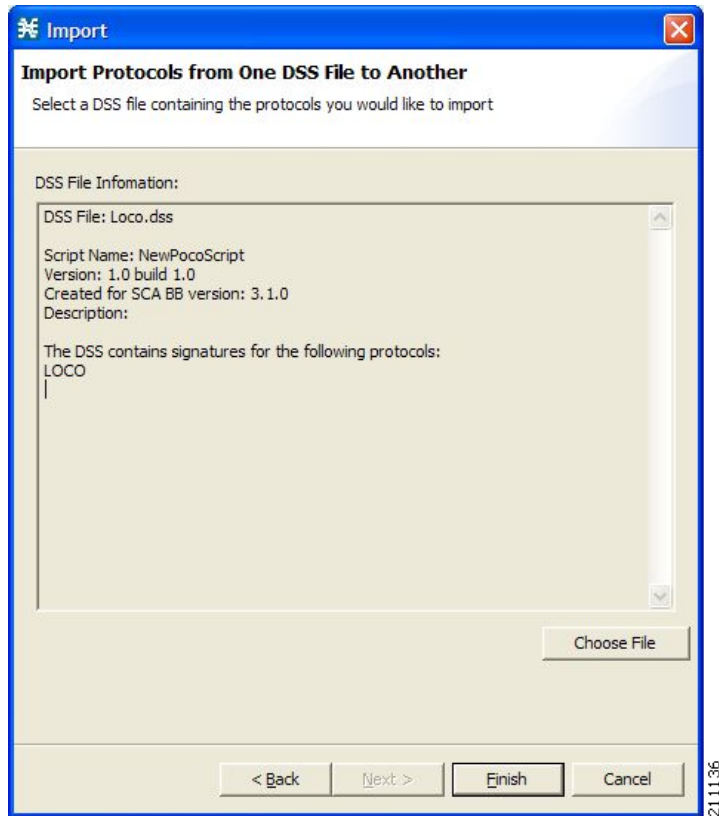 Import
Import Protocols from One DSS File to Another
Select a DSS file containing the protocols you would like to import
DSS File Infomation:
DSS File: Loco.dss
Script Name: NewPocoScript
Version: 1.0 build 1.0
Created for SCA BB version: 3.1.0
Description:
The DSS contains signatures for the following protocols:
LOCO
Choose File
< Back
Next >
Finish
Cancel
211136